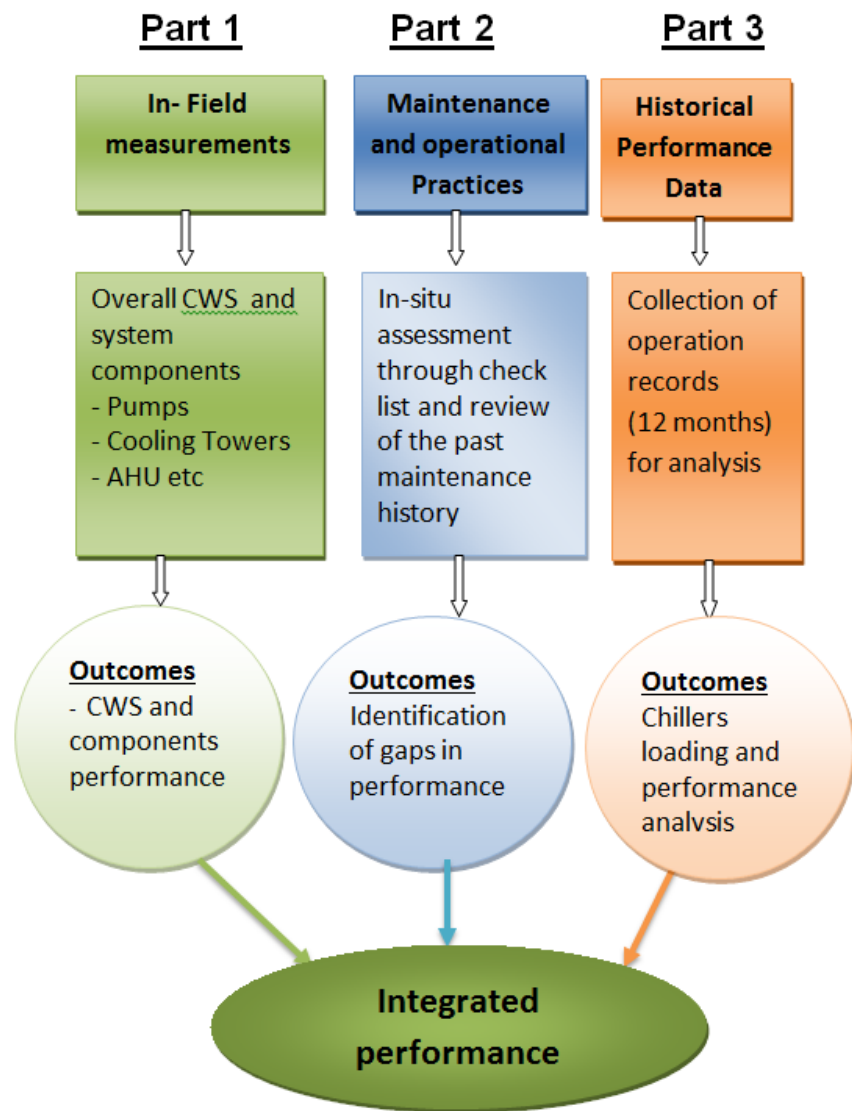 Part 1
In- Field
measurements
Overall CWS and
system
components
- Pumps
- Cooling Towers
- AHU etc
Outcomes
- CWS and
components
performance
Part 2
Maintenance
and operational
Practices
In-situ
assessment
through check
list and review
of the past
maintenance
history
Outcomes
Identification
of gaps in
performance
Part 3
Historical
Performance
Data
Collection of
operation
records
(12 months)
for analysis
Outcomes
Chillers
loading and
performance
analysis
Integrated
performance